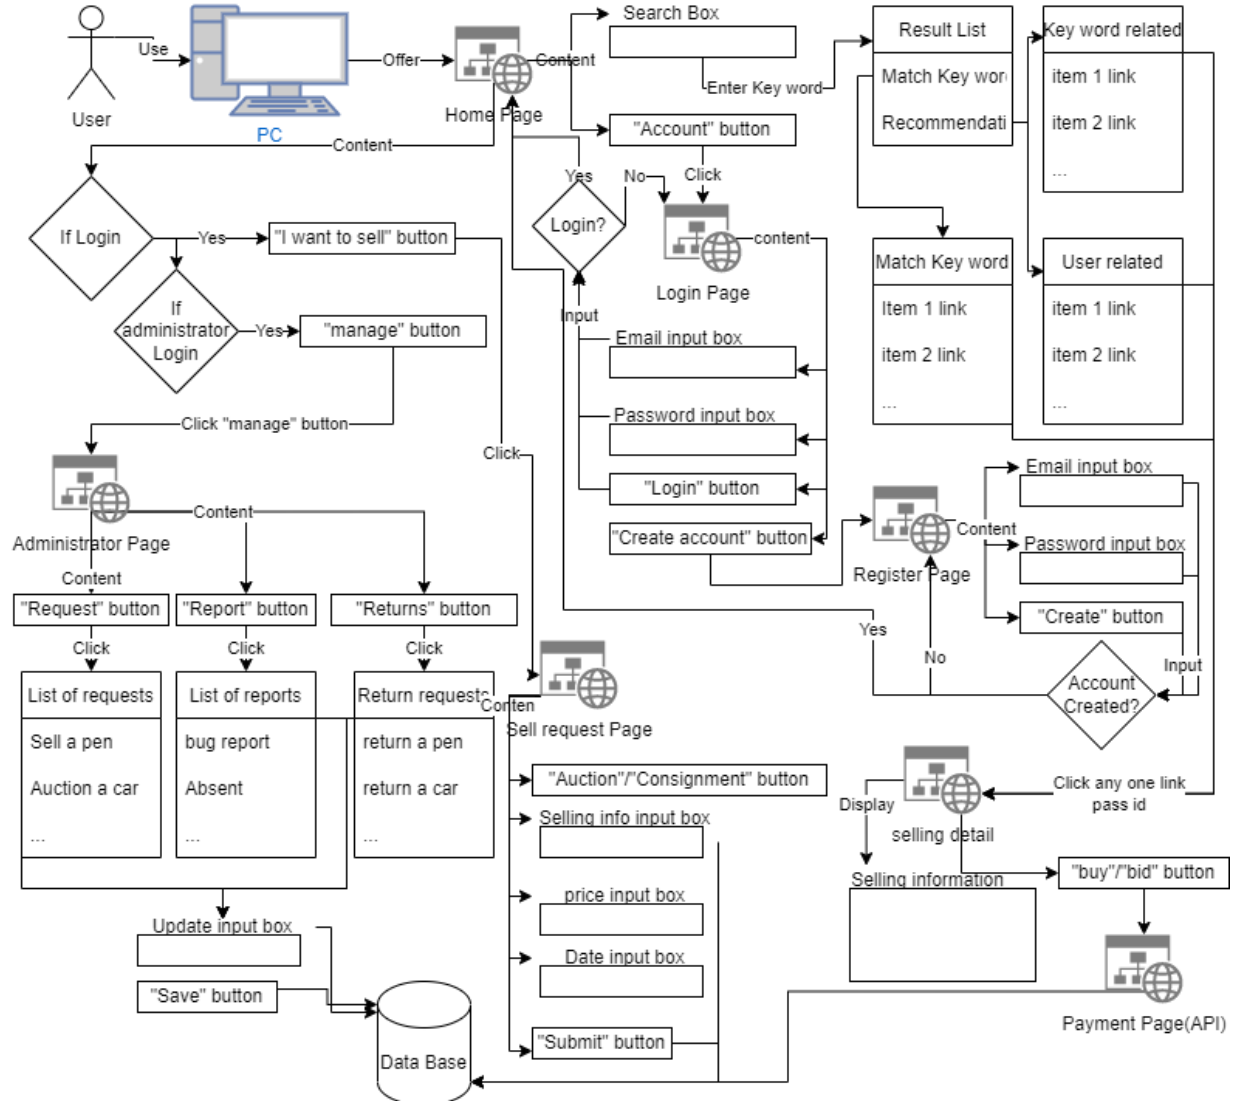 Search Box
Result List
Key word related
Use
Offer
Content
Match Key wor
item 1 link
Enter Key word
Home Page
User
PC
"Account" button
Recommendati
item 2 link
Content
...
Yes
No
Click
If Login
Yes
"I want to sell" button
Login?
content
Match Key word
User related
Login Page
If
administrator
Login
Yes
"manage" button
Input
Item 1 link
item 1 link
Email input box
item 2 link
item 2 link
...
...
Password input box
Click "manage" button
Click
Email input box
"Login" button
Content
Administrator Page
Content
"Create account" button
Password input box
Register Page
Content
"Request" button
"Report" button
"Returns" button
"Create" button
Yes
Click
Click
Click
No
Input
List of requests
List of reports
Return requests
Account
Created?
Conten
Sell request Page
Sell a pen
bug report
return a pen
Auction a car
Absent
return a car
"Auction"/"Consignment" button
Click any one link
pass id
Display
selling detail
...
...
...
Selling info input box
Selling information
"buy"/"bid" button
price input box
Update input box
Date input box
"Save" button
Payment Page(API)
"Submit" button
Data Base